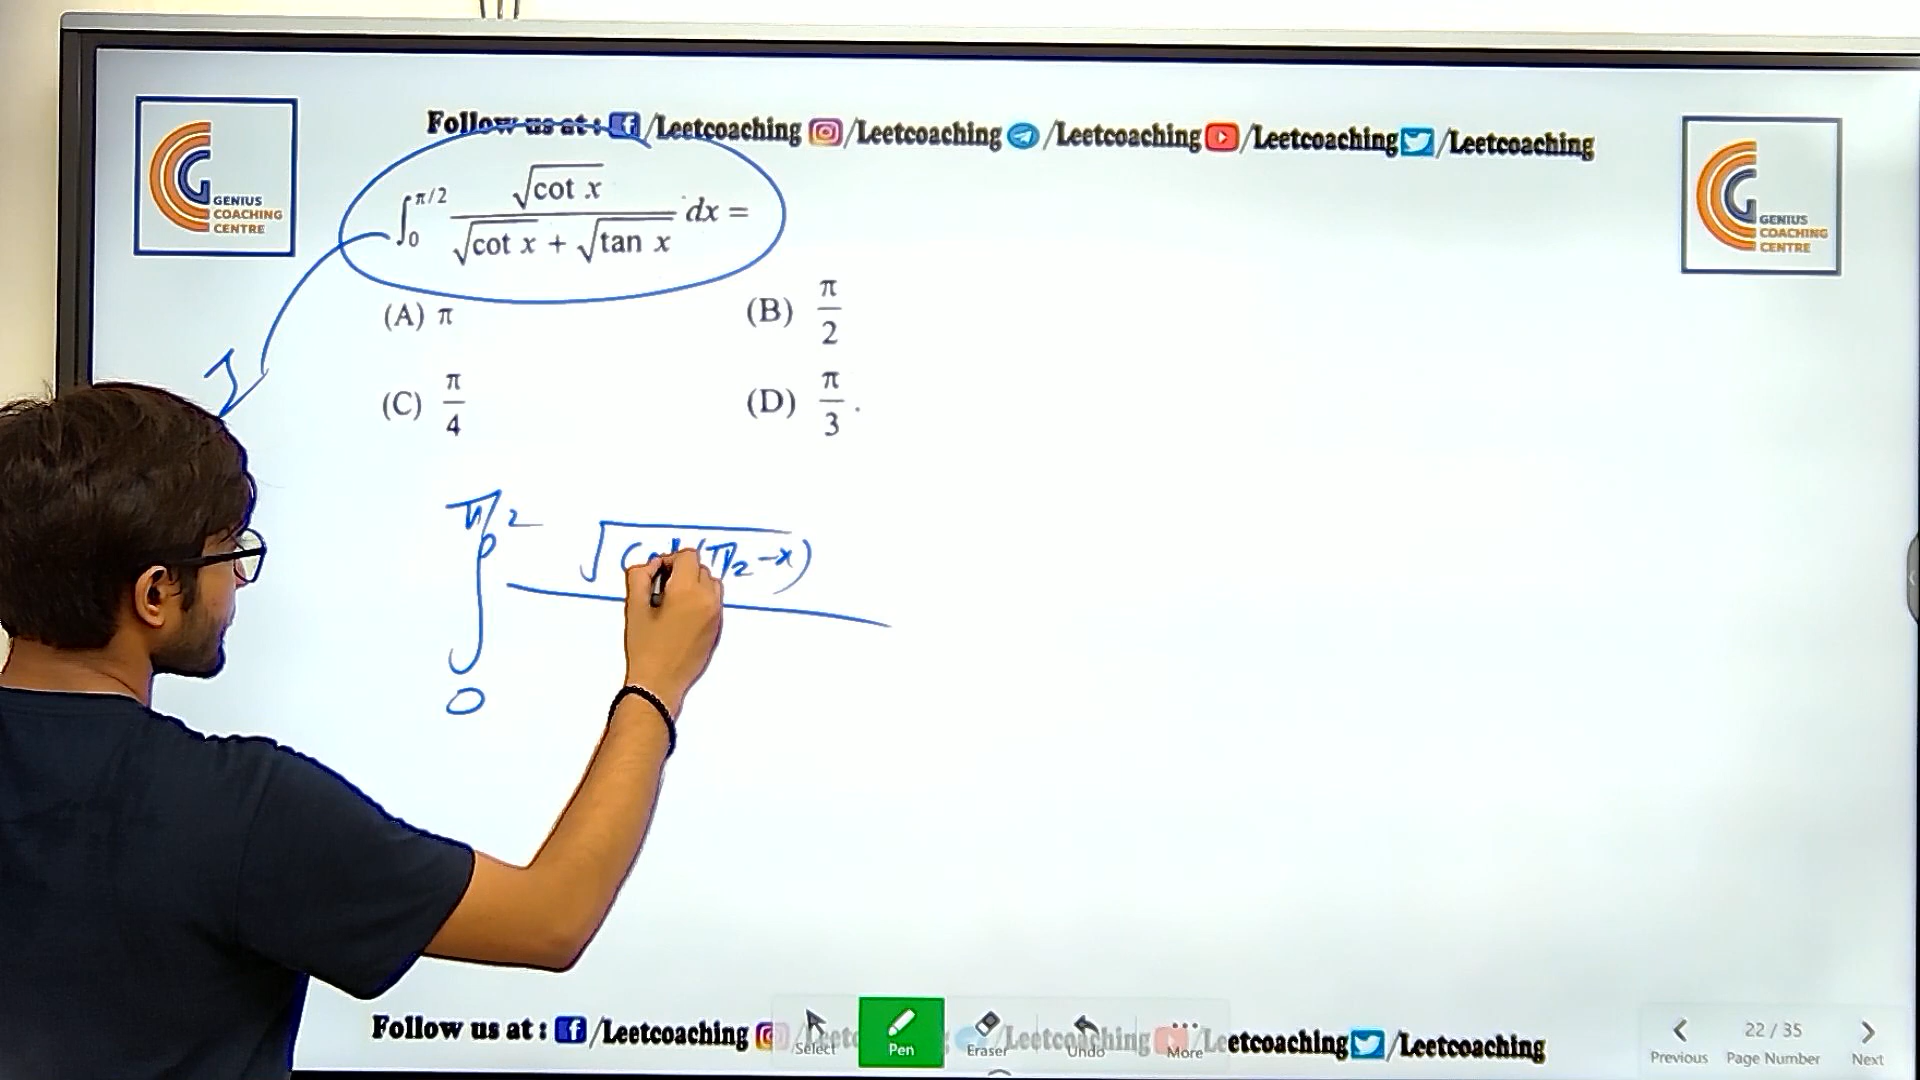 Follow us at : f /Leetcoaching /Leetcoaching /Leetcoaching /Leetcoaching /Leetcoaching
GENIUS
COACHING
CENTRE
GENIUS
COACHING
CENTRE
∫₀^{π/2} √cot x / (√cot x + √tan x) dx =
(A) π
(B) π/2
(C) π/4
(D) π/3 .
I
∫₀^{π/2} √cot(π/2-x)
Follow us at : f /Leetcoaching /Leetcoaching /Leetcoaching /Leetcoaching
Select
Pen
Eraser
Undo
More
22 / 35
Previous
Page Number
Next